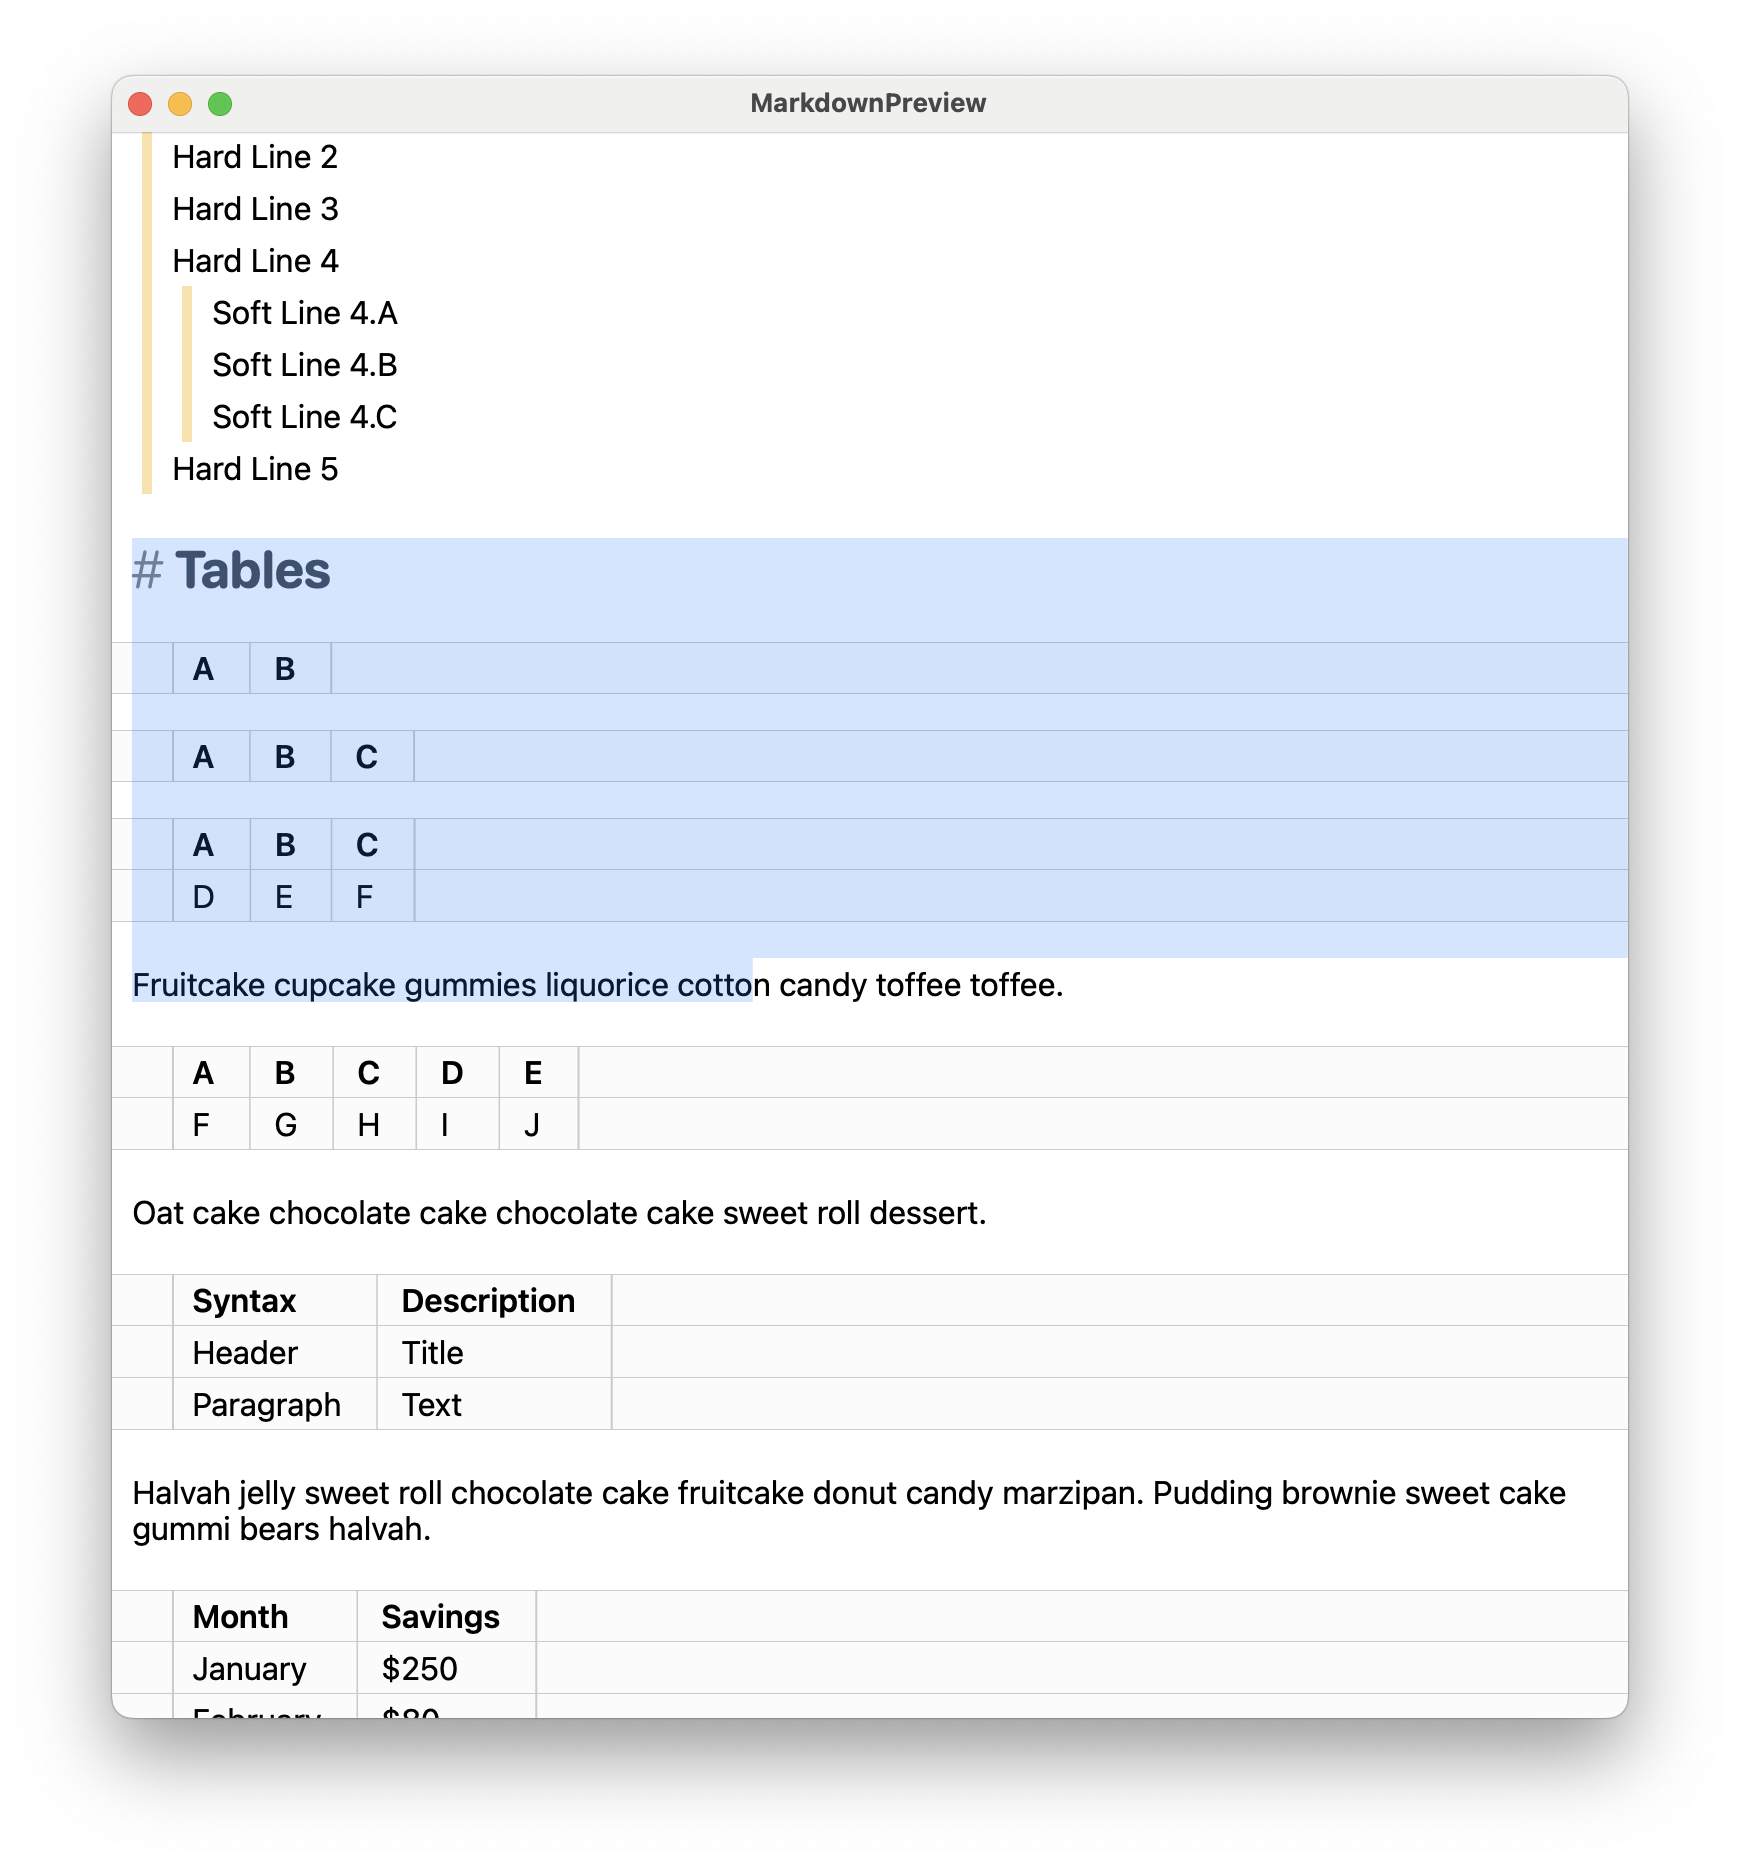 MarkdownPreview
Hard Line 2
Hard Line 3
Hard Line 4
Soft Line 4.A
Soft Line 4.B
Soft Line 4.C
Hard Line 5
# Tables
A B
A B C
A B C
D E F
Fruitcake cupcake gummies liquorice cotton candy toffee toffee.
A B C D E
F G H I J
Oat cake chocolate cake chocolate cake sweet roll dessert.
Syntax Description
Header Title
Paragraph Text
Halvah jelly sweet roll chocolate cake fruitcake donut candy marzipan. Pudding brownie sweet cake
gummi bears halvah.
Month Savings
January $250
February $80